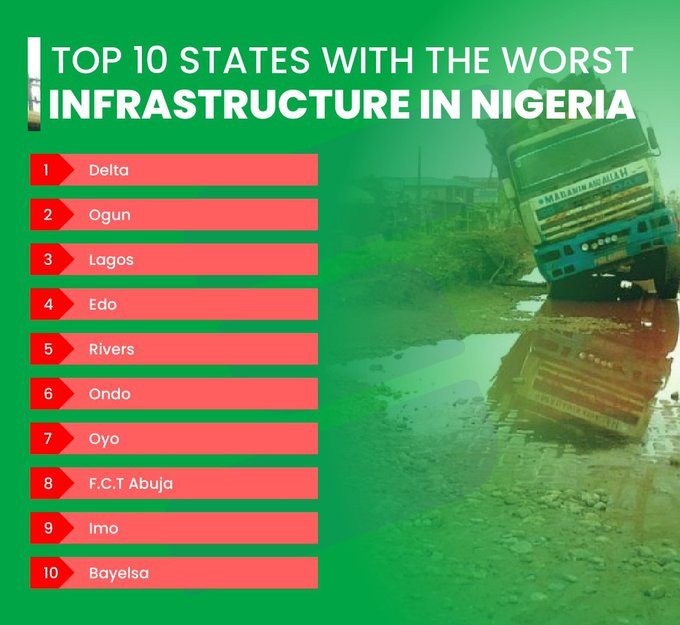 TOP 10 STATES WITH THE WORST
INFRASTRUCTURE IN NIGERIA
1 Delta
2 Ogun
3 Lagos
4 Edo
5 Rivers
6 Ondo
7 Oyo
8 F.C.T Abuja
9 Imo
10 Bayelsa